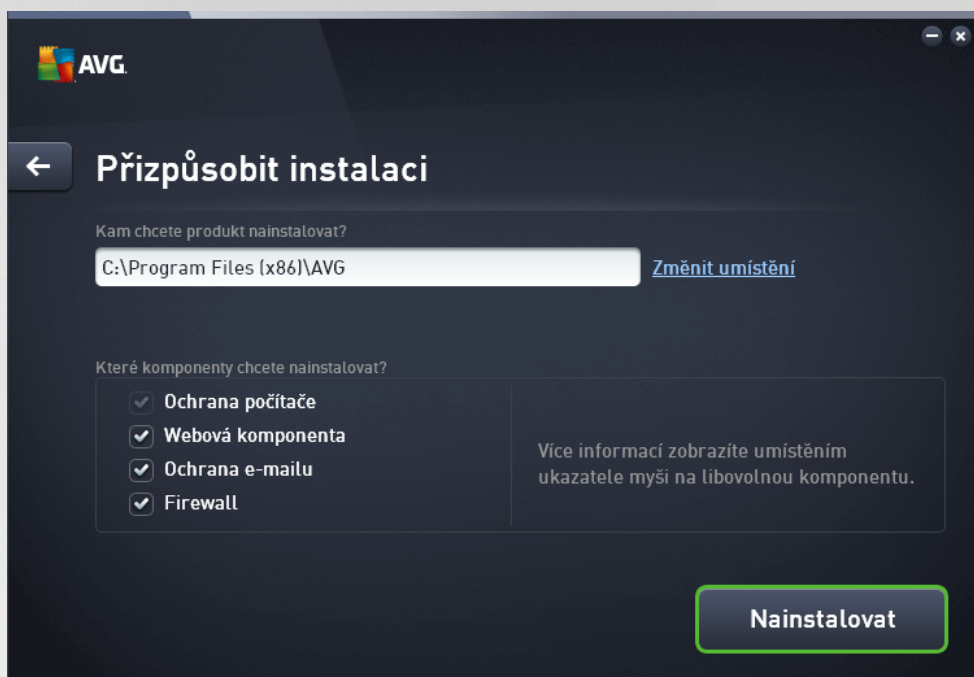 AVG.
Přizpůsobit instalaci
Kam chcete produkt nainstalovat?
C:\Program Files (x86)\AVG
Změnit umístění
Které komponenty chcete nainstalovat?
Ochrana počítače
Webová komponenta
Ochrana e-mailu
Firewall
Více informací zobrazíte umístěním
ukazatele myši na libovolnou komponentu.
Nainstalovat